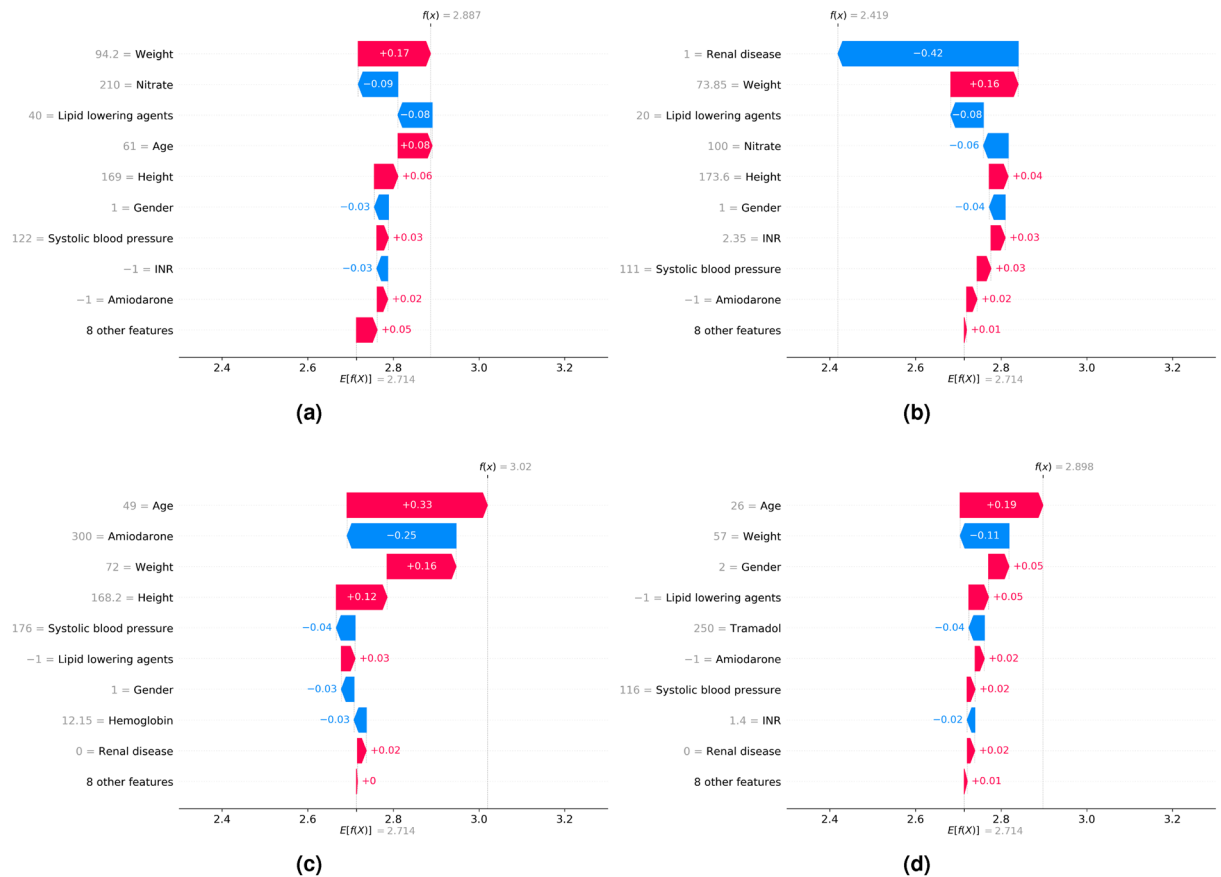 f(x) = 2.887
94.2 = Weight +0.17
210 = Nitrate −0.09
40 = Lipid lowering agents −0.08
61 = Age +0.08
169 = Height +0.06
1 = Gender −0.03
122 = Systolic blood pressure +0.03
−1 = INR −0.03
−1 = Amiodarone +0.02
8 other features +0.05
2.4 2.6 2.8 3.0 3.2
E[f(X)] = 2.714
(a)
f(x) = 2.419
1 = Renal disease −0.42
73.85 = Weight +0.16
20 = Lipid lowering agents −0.08
100 = Nitrate −0.06
173.6 = Height +0.04
1 = Gender −0.04
2.35 = INR +0.03
111 = Systolic blood pressure +0.03
−1 = Amiodarone +0.02
8 other features +0.01
2.4 2.6 2.8 3.0 3.2
E[f(X)] = 2.714
(b)
f(x) = 3.02
49 = Age +0.33
300 = Amiodarone −0.25
72 = Weight +0.16
168.2 = Height +0.12
176 = Systolic blood pressure −0.04
−1 = Lipid lowering agents +0.03
1 = Gender −0.03
12.15 = Hemoglobin −0.03
0 = Renal disease +0.02
8 other features +0
2.4 2.6 2.8 3.0 3.2
E[f(X)] = 2.714
(c)
f(x) = 2.898
26 = Age +0.19
57 = Weight −0.11
2 = Gender +0.05
−1 = Lipid lowering agents +0.05
250 = Tramadol −0.04
−1 = Amiodarone +0.02
116 = Systolic blood pressure +0.02
1.4 = INR −0.02
0 = Renal disease +0.02
8 other features +0.01
2.4 2.6 2.8 3.0 3.2
E[f(X)] = 2.714
(d)